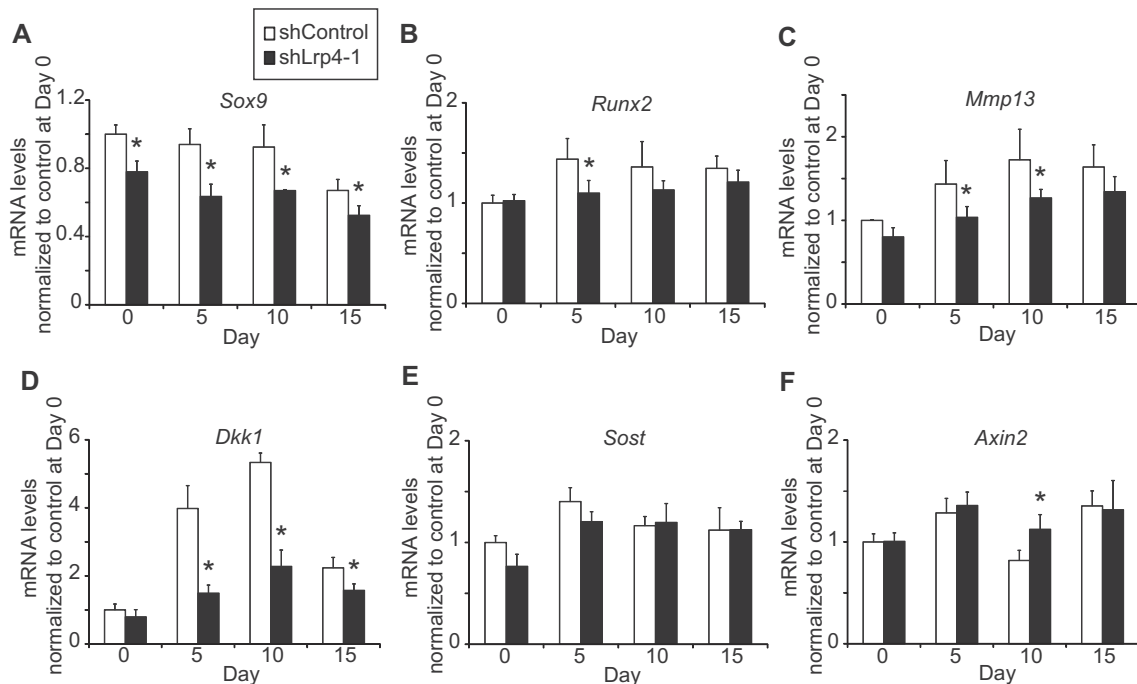 A
shControl
shLrp4-1
Sox9
mRNA levels
normalized to control at Day 0
1.2
0.8
0.4
0
*
*
*
*
0 5 10 15
Day
B
Runx2
mRNA levels
normalized to control at Day 0
2
1
0
*
0 5 10 15
Day
C
Mmp13
mRNA levels
normalized to control at Day 0
2
1
0
*
*
0 5 10 15
Day
D
Dkk1
mRNA levels
normalized to control at Day 0
6
4
2
0
*
*
*
0 5 10 15
Day
E
Sost
mRNA levels
normalized to control at Day 0
2
1
0
0 5 10 15
Day
F
Axin2
mRNA levels
normalized to control at Day 0
2
1
0
*
0 5 10 15
Day